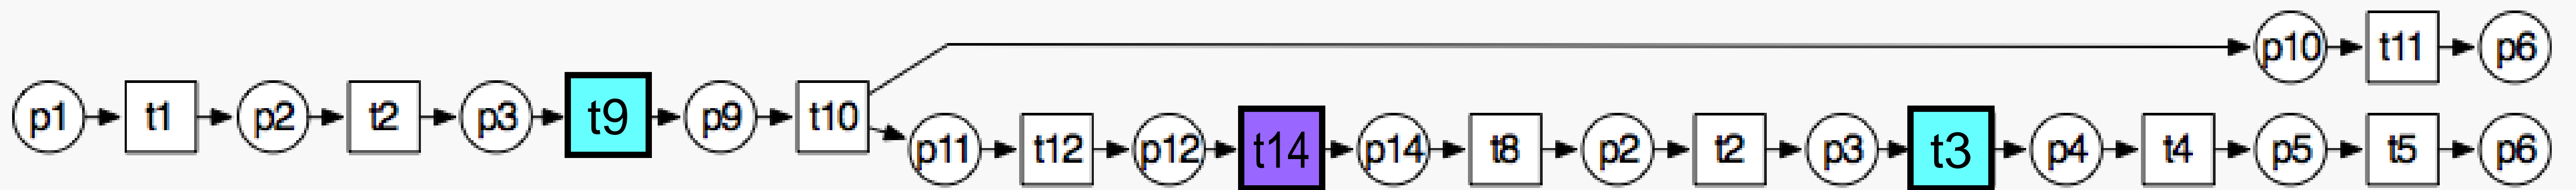 p10 t11 p6
p1 t1 p2 t2 p3 t9 p9 t10
p11 t12 p12 t14 p14 t8 p2 t2 p3 t3 p4 t4 p5 t5 p6